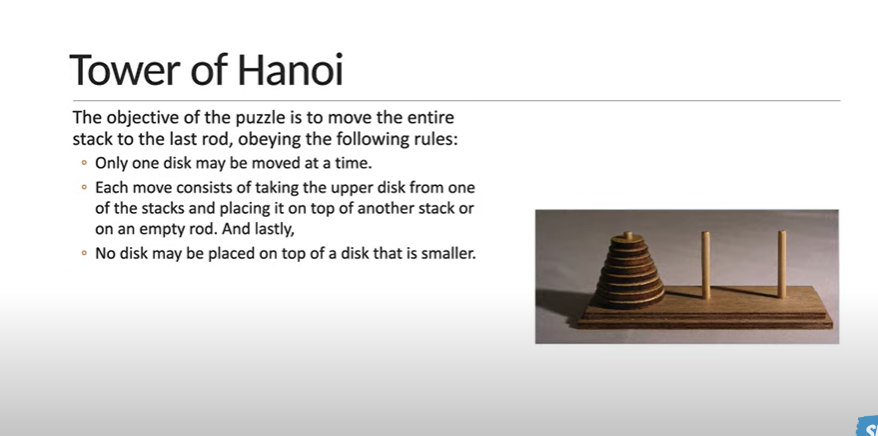 Tower of Hanoi
The objective of the puzzle is to move the entire
stack to the last rod, obeying the following rules:
◦ Only one disk may be moved at a time.
◦ Each move consists of taking the upper disk from one
of the stacks and placing it on top of another stack or
on an empty rod. And lastly,
◦ No disk may be placed on top of a disk that is smaller.